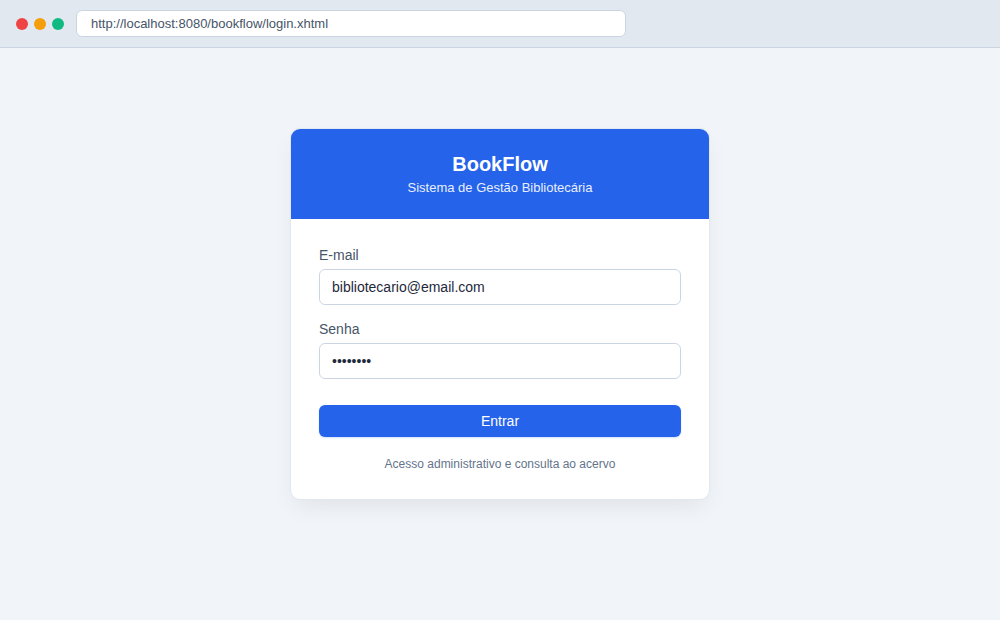 http://localhost:8080/bookflow/login.xhtml
BookFlow
Sistema de Gestão Bibliotecária
E-mail
bibliotecario@email.com
Senha
••••••••
Entrar
Acesso administrativo e consulta ao acervo